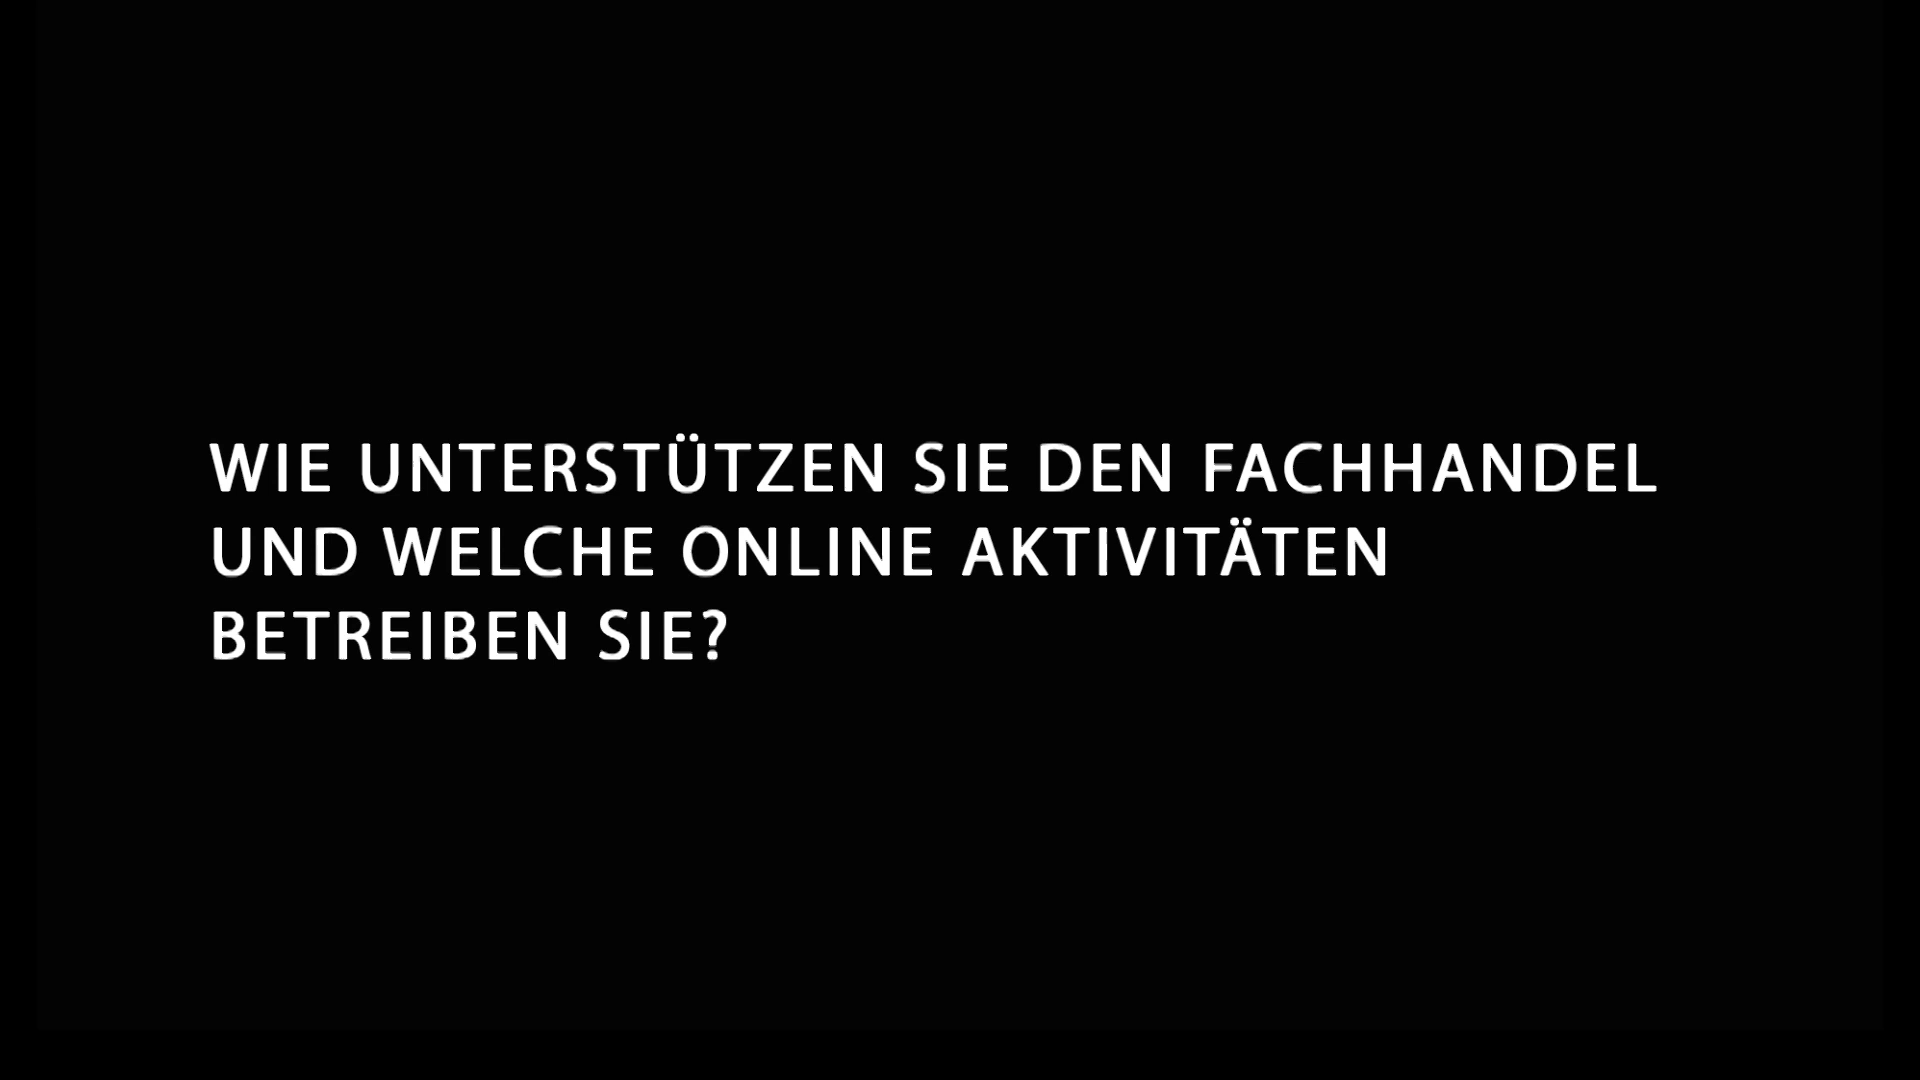 WIE UNTERSTÜTZEN SIE DEN FACHHANDEL
UND WELCHE ONLINE AKTIVITÄTEN
BETREIBEN SIE?